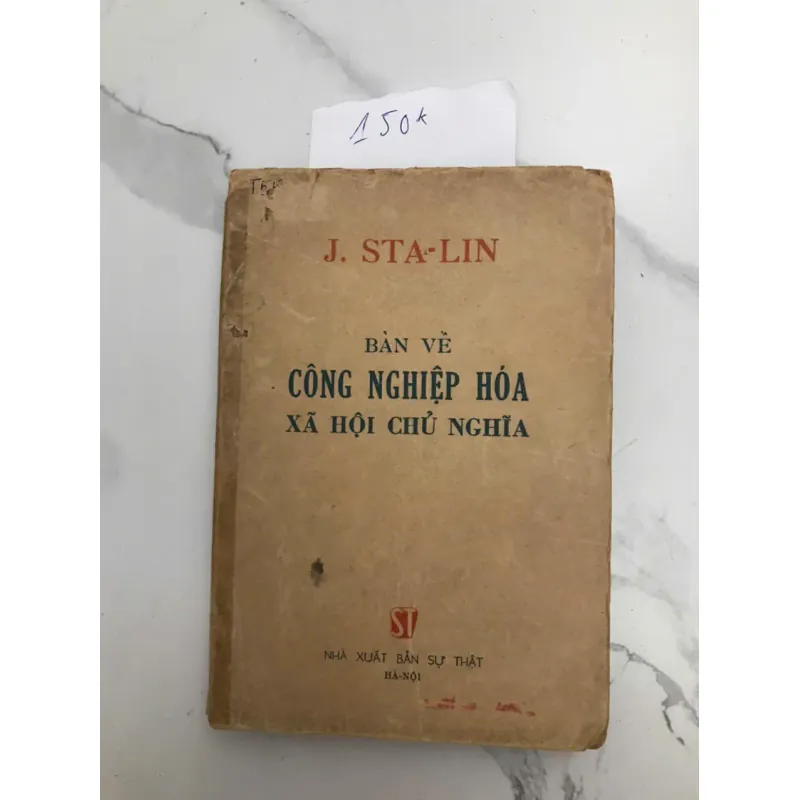 150k
J. STA-LIN
BÀN VỀ
CÔNG NGHIỆP HÓA
XÃ HỘI CHỦ NGHĨA
ST
NHÀ XUẤT BẢN SỰ THẬT
HÀ-NỘI